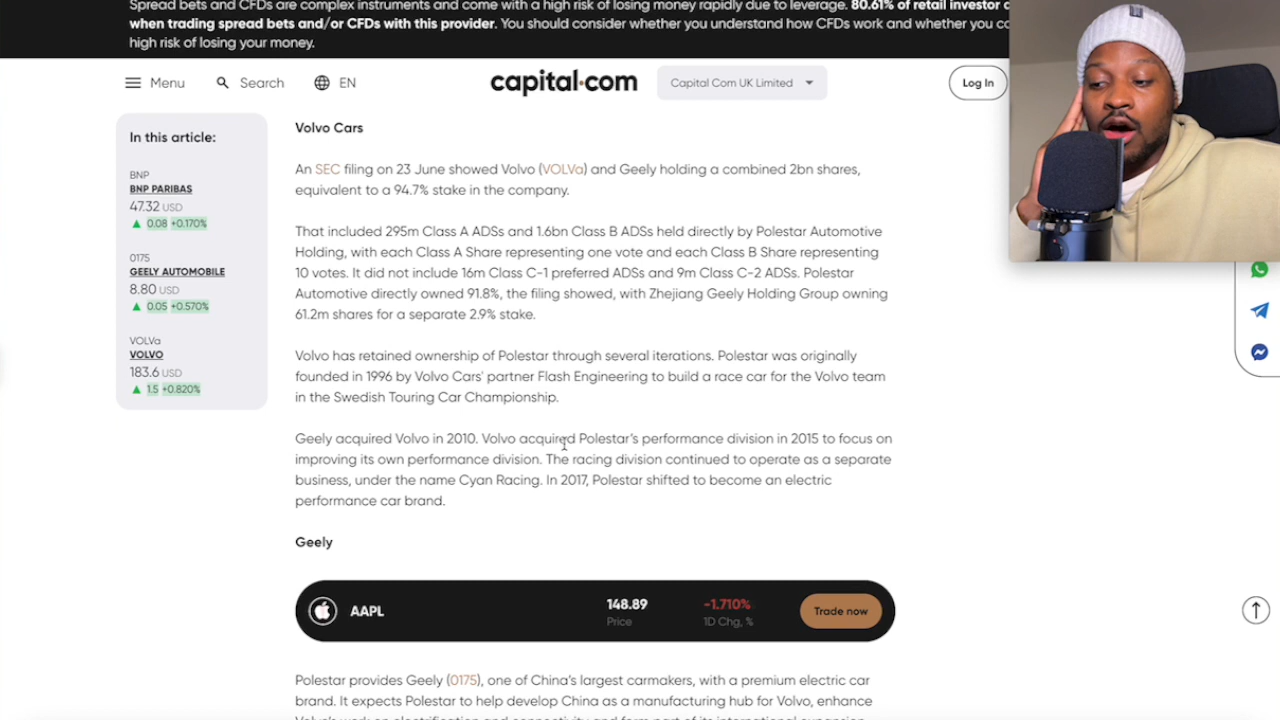 Spread bets and CFDs are complex instruments and come with a high risk of losing money rapidly due to leverage. 80.61% of retail investor
when trading spread bets and/or CFDs with this provider. You should consider whether you understand how CFDs work and whether you
high risk of losing your money.
Menu Search EN capital.com Capital Com UK Limited Log In
In this article:
BNP
BNP PARIBAS
47.32 USD
▲ 0.08 +0.170%
0175
GEELY AUTOMOBILE
8.80 USD
▲ 0.05 +0.570%
VOLVa
VOLVO
183.6 USD
▲ 1.5 +0.820%
Volvo Cars
An SEC filing on 23 June showed Volvo (VOLVa) and Geely holding a combined 2bn shares,
equivalent to a 94.7% stake in the company.
That included 295m Class A ADSs and 1.6bn Class B ADSs held directly by Polestar Automotive
Holding, with each Class A Share representing one vote and each Class B Share representing
10 votes. It did not include 16m Class C-1 preferred ADSs and 9m Class C-2 ADSs. Polestar
Automotive directly owned 91.8%, the filing showed, with Zhejiang Geely Holding Group owning
61.2m shares for a separate 2.9% stake.
Volvo has retained ownership of Polestar through several iterations. Polestar was originally
founded in 1996 by Volvo Cars' partner Flash Engineering to build a race car for the Volvo team
in the Swedish Touring Car Championship.
Geely acquired Volvo in 2010. Volvo acquired Polestar's performance division in 2015 to focus on
improving its own performance division. The racing division continued to operate as a separate
business, under the name Cyan Racing. In 2017, Polestar shifted to become an electric
performance car brand.
Geely
AAPL 148.89 -1.710% Trade now
Price 1D Chg, %
Polestar provides Geely (0175), one of China's largest carmakers, with a premium electric car
brand. It expects Polestar to help develop China as a manufacturing hub for Volvo, enhance
Volvo's work on electrification and connectivity and form part of its international expansion